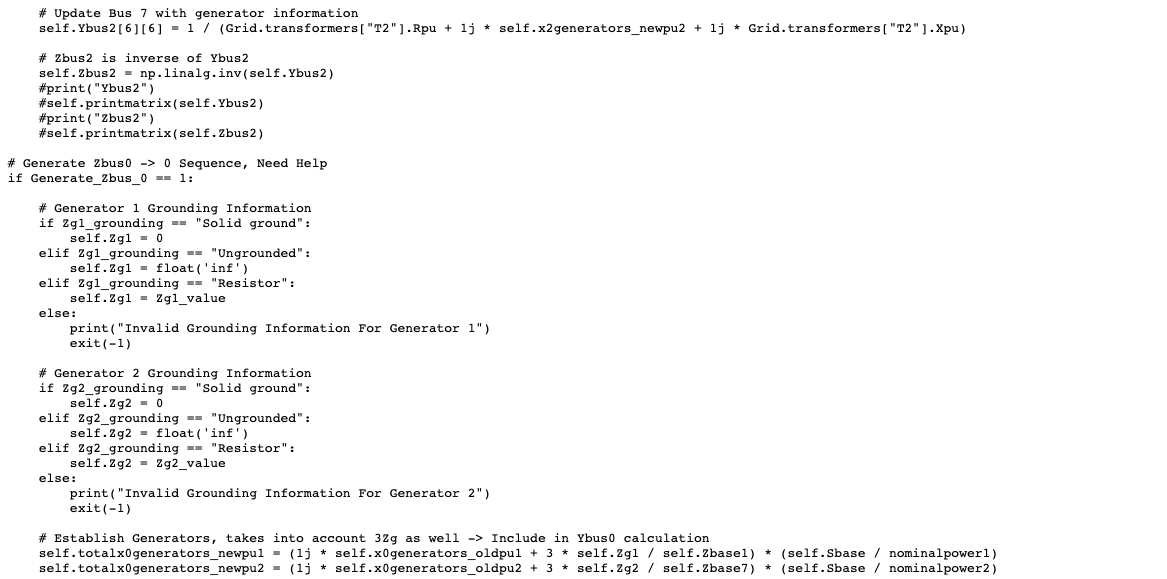 # Update Bus 7 with generator information
self.Ybus2[6][6] = 1 / (Grid.transformers["T2"].Rpu + 1j * self.x2generators_newpu2 + 1j * Grid.transformers["T2"].Xpu)
# Zbus2 is inverse of Ybus2
self.Zbus2 = np.linalg.inv(self.Ybus2)
#print("Ybus2")
#self.printmatrix(self.Ybus2)
#print("Zbus2")
#self.printmatrix(self.Zbus2)
# Generate Zbus0 -> 0 Sequence, Need Help
if Generate_Zbus_0 == 1:
# Generator 1 Grounding Information
if Zg1_grounding == "Solid ground":
self.Zg1 = 0
elif Zg1_grounding == "Ungrounded":
self.Zg1 = float('inf')
elif Zg1_grounding == "Resistor":
self.Zg1 = Zg1_value
else:
print("Invalid Grounding Information For Generator 1")
exit(-1)
# Generator 2 Grounding Information
if Zg2_grounding == "Solid ground":
self.Zg2 = 0
elif Zg2_grounding == "Ungrounded":
self.Zg2 = float('inf')
elif Zg2_grounding == "Resistor":
self.Zg2 = Zg2_value
else:
print("Invalid Grounding Information For Generator 2")
exit(-1)
# Establish Generators, takes into account 3Zg as well -> Include in Ybus0 calculation
self.totalx0generators_newpu1 = (1j * self.x0generators_oldpu1 + 3 * self.Zg1 / self.Zbase1) * (self.Sbase / nominalpower1)
self.totalx0generators_newpu2 = (1j * self.x0generators_oldpu2 + 3 * self.Zg2 / self.Zbase7) * (self.Sbase / nominalpower2)